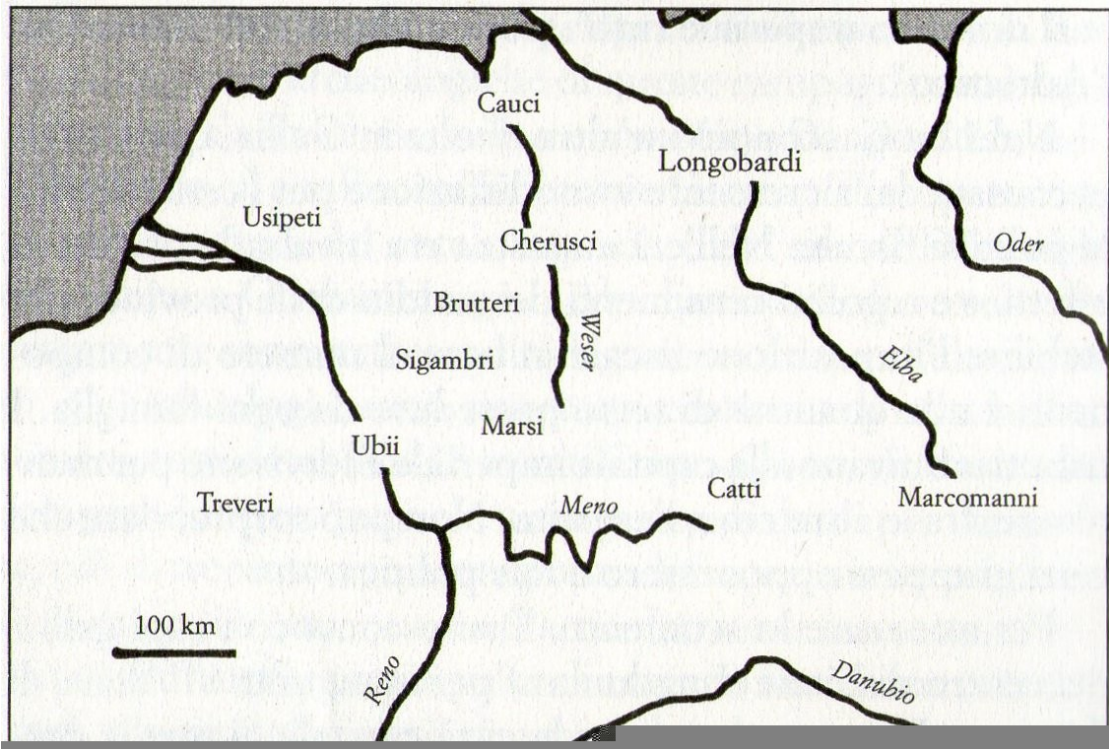 Cauci
Longobardi
Usipeti
Cherusci
Oder
Brutteri
Weser
Sigambri
Elba
Marsi
Ubii
Catti
Marcomanni
Treveri
Meno
100 km
Reno
Danubio